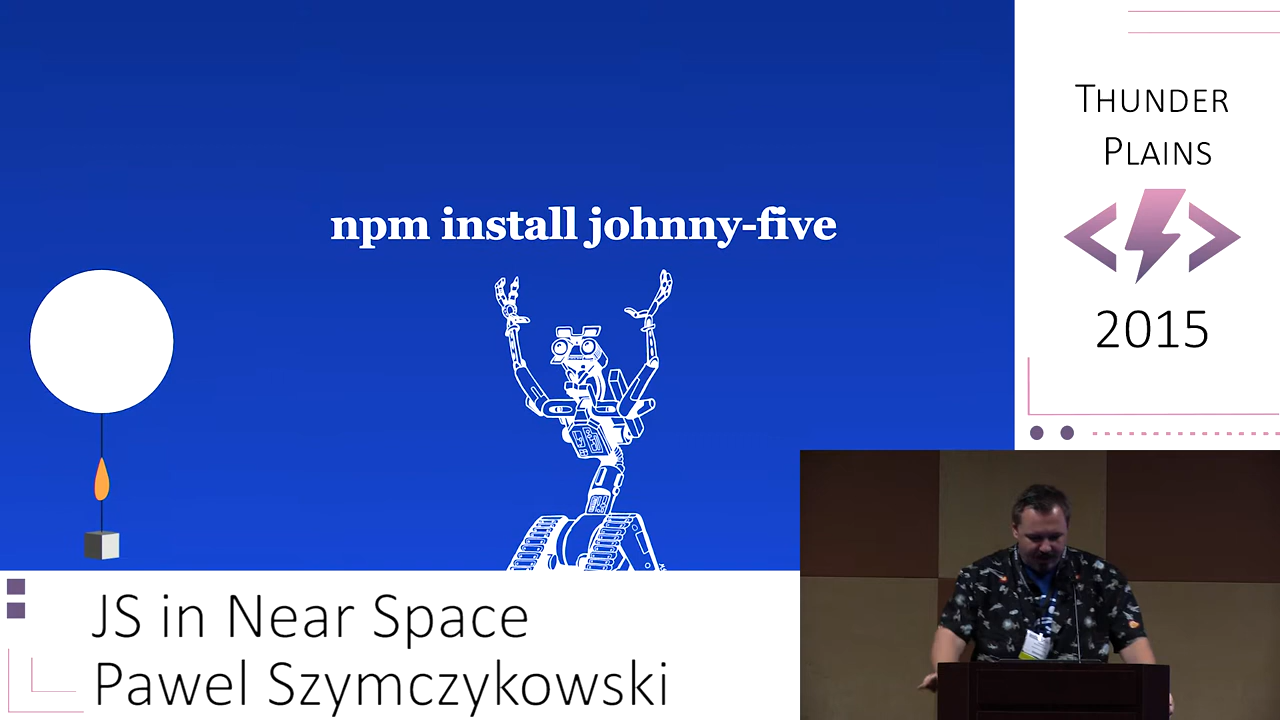 npm install johnny-five
THUNDER
PLAINS
2015
JS in Near Space
Pawel Szymczykowski